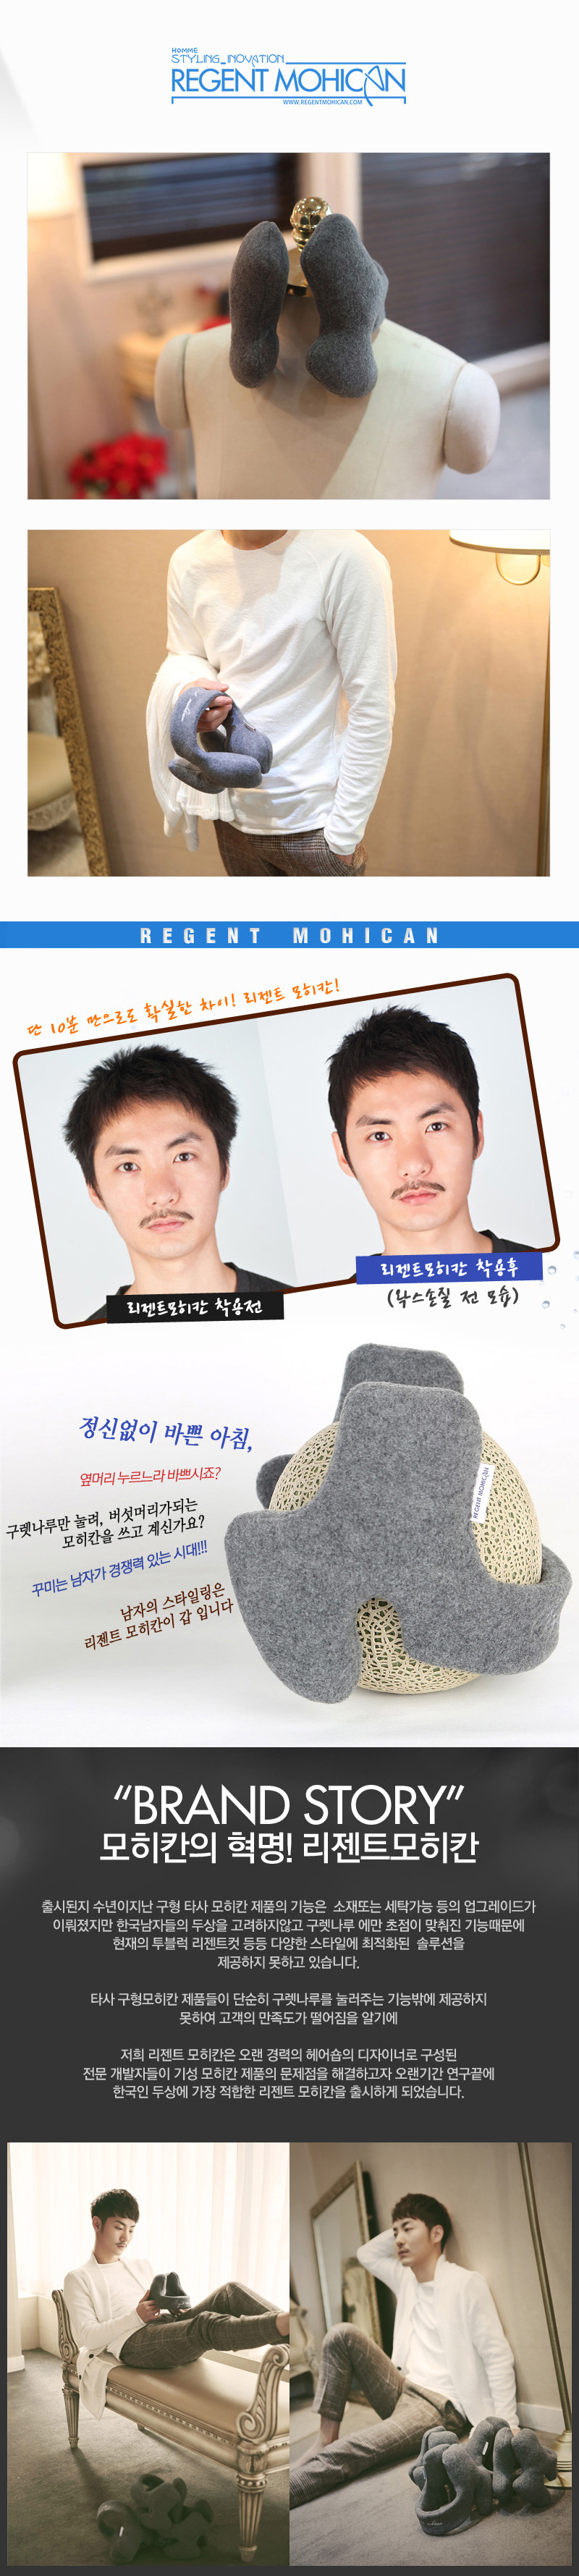 HOMME
STYLING_INOVATION
REGENT MOHICAN
WWW.REGENTMOHICAN.COM
REGENT MOHICAN
단 10분 만으로도 확실한 차이! 리젠트 모히칸!
리젠트모히칸 착용후
(왁스손질 전 모습)
리젠트모히칸 착용전
정신없이 바쁜 아침,
옆머리 누르느라 바쁘시죠?
구렛나루만 눌려, 버섯머리가되는
모히칸을 쓰고 계신가요?
꾸미는 남자가 경쟁력 있는 시대!!!
남자의 스타일링은
리젠트 모히칸이 갑 입니다
REGENT MOHICAN
“BRAND STORY”
모히칸의 혁명! 리젠트모히칸
출시된지 수년이지난 구형 타사 모히칸 제품의 기능은 소재또는 세탁가능 등의 업그레이드가
이뤄졌지만 한국남자들의 두상을 고려하지않고 구렛나루 에만 초점이 맞춰진 기능때문에
현재의 투블럭 리젠트컷 등등 다양한 스타일에 최적화된 솔루션을
제공하지 못하고 있습니다.
타사 구형모히칸 제품들이 단순히 구렛나루를 눌러주는 기능밖에 제공하지
못하여 고객의 만족도가 떨어짐을 알기에
저희 리젠트 모히칸은 오랜 경력의 헤어숍의 디자이너로 구성된
전문 개발자들이 기성 모히칸 제품의 문제점을 해결하고자 오랜기간 연구끝에
한국인 두상에 가장 적합한 리젠트 모히칸을 출시하게 되었습니다.